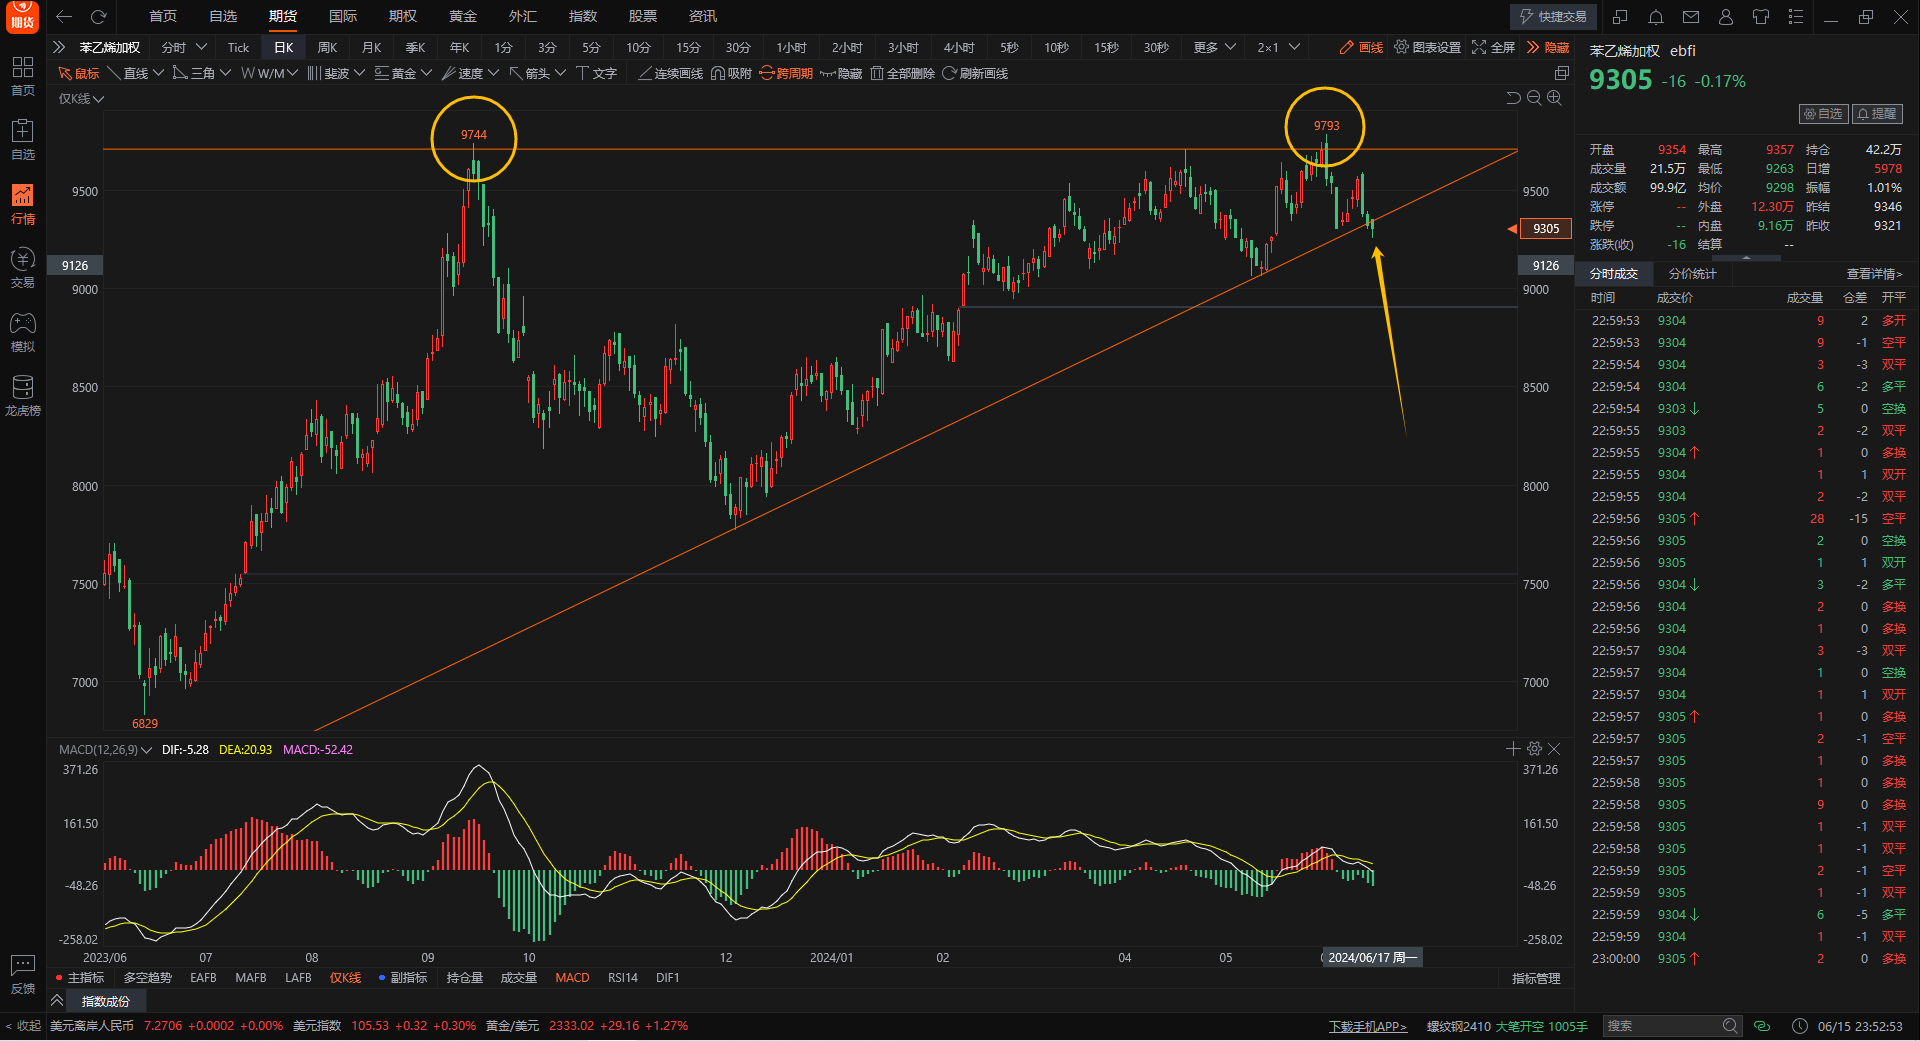 期货 首页 自选 期货 国际 期权 黄金 外汇 指数 股票 资讯 快捷交易
苯乙烯加权 分时 Tick 日K 周K 月K 季K 年K 1分 3分 5分 10分 15分 30分 1小时 2小时 3小时 4小时 5秒 10秒 15秒 30秒 更多 2×1 画线 图表设置 全屏 隐藏
鼠标 直线 三角 W/M 斐波 黄金 速度 箭头 文字 连续画线 吸附 跨周期 隐藏 全部删除 刷新画线
仅K线
首页
自选
行情
交易
模拟
龙虎榜
反馈
< 收起
9744
9793
9500 9500
9305
9126 9126
9000 9000
8500 8500
8000 8000
7500 7500
7000 7000
6829
MACD(12,26,9) DIF:-5.28 DEA:20.93 MACD:-52.42
371.26 371.26
161.50 161.50
-48.26 -48.26
-258.02 -258.02
2023/06 07 08 09 10 12 2024/01 02 04 05 2024/06/17 周一
主指标 多空趋势 EAFB MAFB LAFB 仅K线 副指标 持仓量 成交量 MACD RSI14 DIF1 指标管理
指数成份
苯乙烯加权 ebfi
9305 -16 -0.17%
自选 提醒
开盘 9354 最高 9357 持仓 42.2万
成交量 21.5万 最低 9263 日增 5978
成交额 99.9亿 均价 9298 振幅 1.01%
涨停 -- 外盘 12.30万 昨结 9346
跌停 -- 内盘 9.16万 昨收 9321
涨跌(收) -16 结算 --
分时成交 分价统计 查看详情>
时间 成交价 成交量 仓差 开平
22:59:53 9304 9 2 多开
22:59:53 9304 9 -1 空平
22:59:54 9304 3 -3 双平
22:59:54 9304 6 -2 多平
22:59:54 9303↓ 5 0 空换
22:59:55 9303 2 -2 双平
22:59:55 9304↑ 1 0 多换
22:59:55 9304 1 1 双开
22:59:55 9304 2 -2 双平
22:59:56 9305↑ 28 -15 空平
22:59:56 9305 2 0 空换
22:59:56 9305 1 1 双开
22:59:56 9304↓ 3 -2 多平
22:59:56 9304 2 0 多换
22:59:56 9304 1 0 多换
22:59:57 9304 3 -3 双平
22:59:57 9304 1 0 空换
22:59:57 9304 1 1 双开
22:59:57 9305↑ 1 0 多换
22:59:57 9305 2 -1 空平
22:59:57 9305 1 0 多换
22:59:58 9305 1 0 多换
22:59:58 9305 9 0 多换
22:59:58 9305 1 -1 双平
22:59:58 9305 1 -1 双平
22:59:59 9305 2 -1 空平
22:59:59 9305 1 -1 双平
22:59:59 9304↓ 6 -5 多平
22:59:59 9304 1 -1 双平
23:00:00 9305↑ 2 0 多换
美元离岸人民币 7.2706 +0.0002 +0.00% 美元指数 105.53 +0.32 +0.30% 黄金/美元 2333.02 +29.16 +1.27% 下载手机APP> 螺纹钢2410 大笔开空 1005手 搜索 06/15 23:52:53